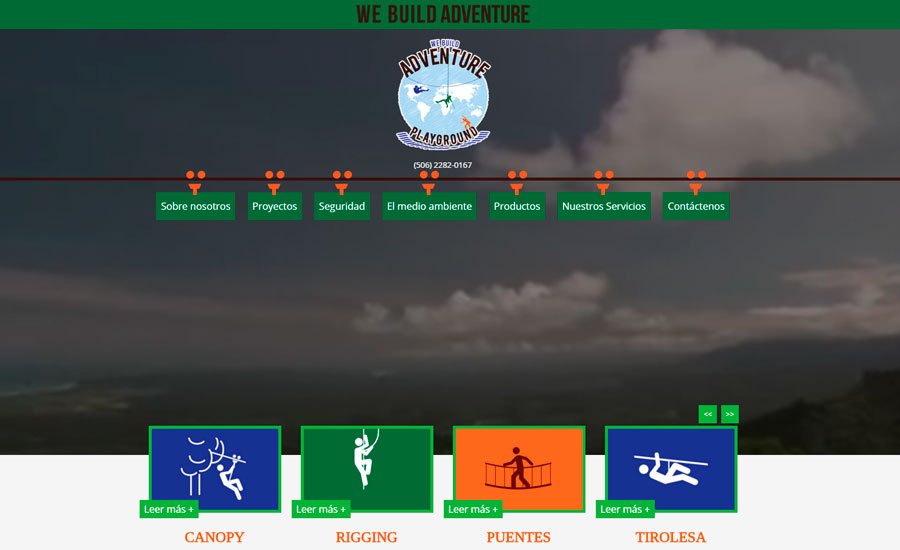 WE BUILD ADVENTURE
WE BUILD
ADVENTURE
PLAYGROUND
(506) 2282-0167
Sobre nosotros
Proyectos
Seguridad
El medio ambiente
Productos
Nuestros Servicios
Contáctenos
<< >>
Leer más +
Leer más +
Leer más +
Leer más +
CANOPY
RIGGING
PUENTES
TIROLESA